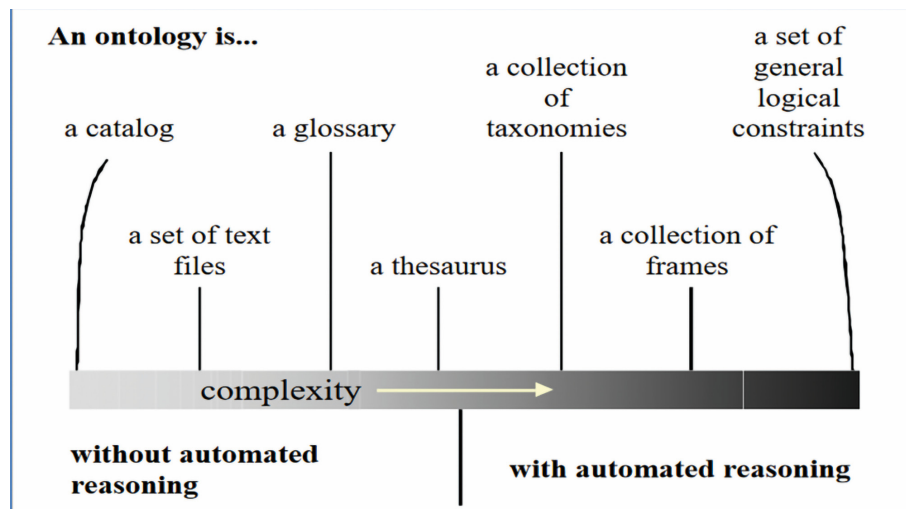 An ontology is...
a catalog
a set of text
files
a glossary
a thesaurus
a collection
of
taxonomies
a collection of
frames
a set of
general
logical
constraints
complexity
without automated
reasoning
with automated reasoning